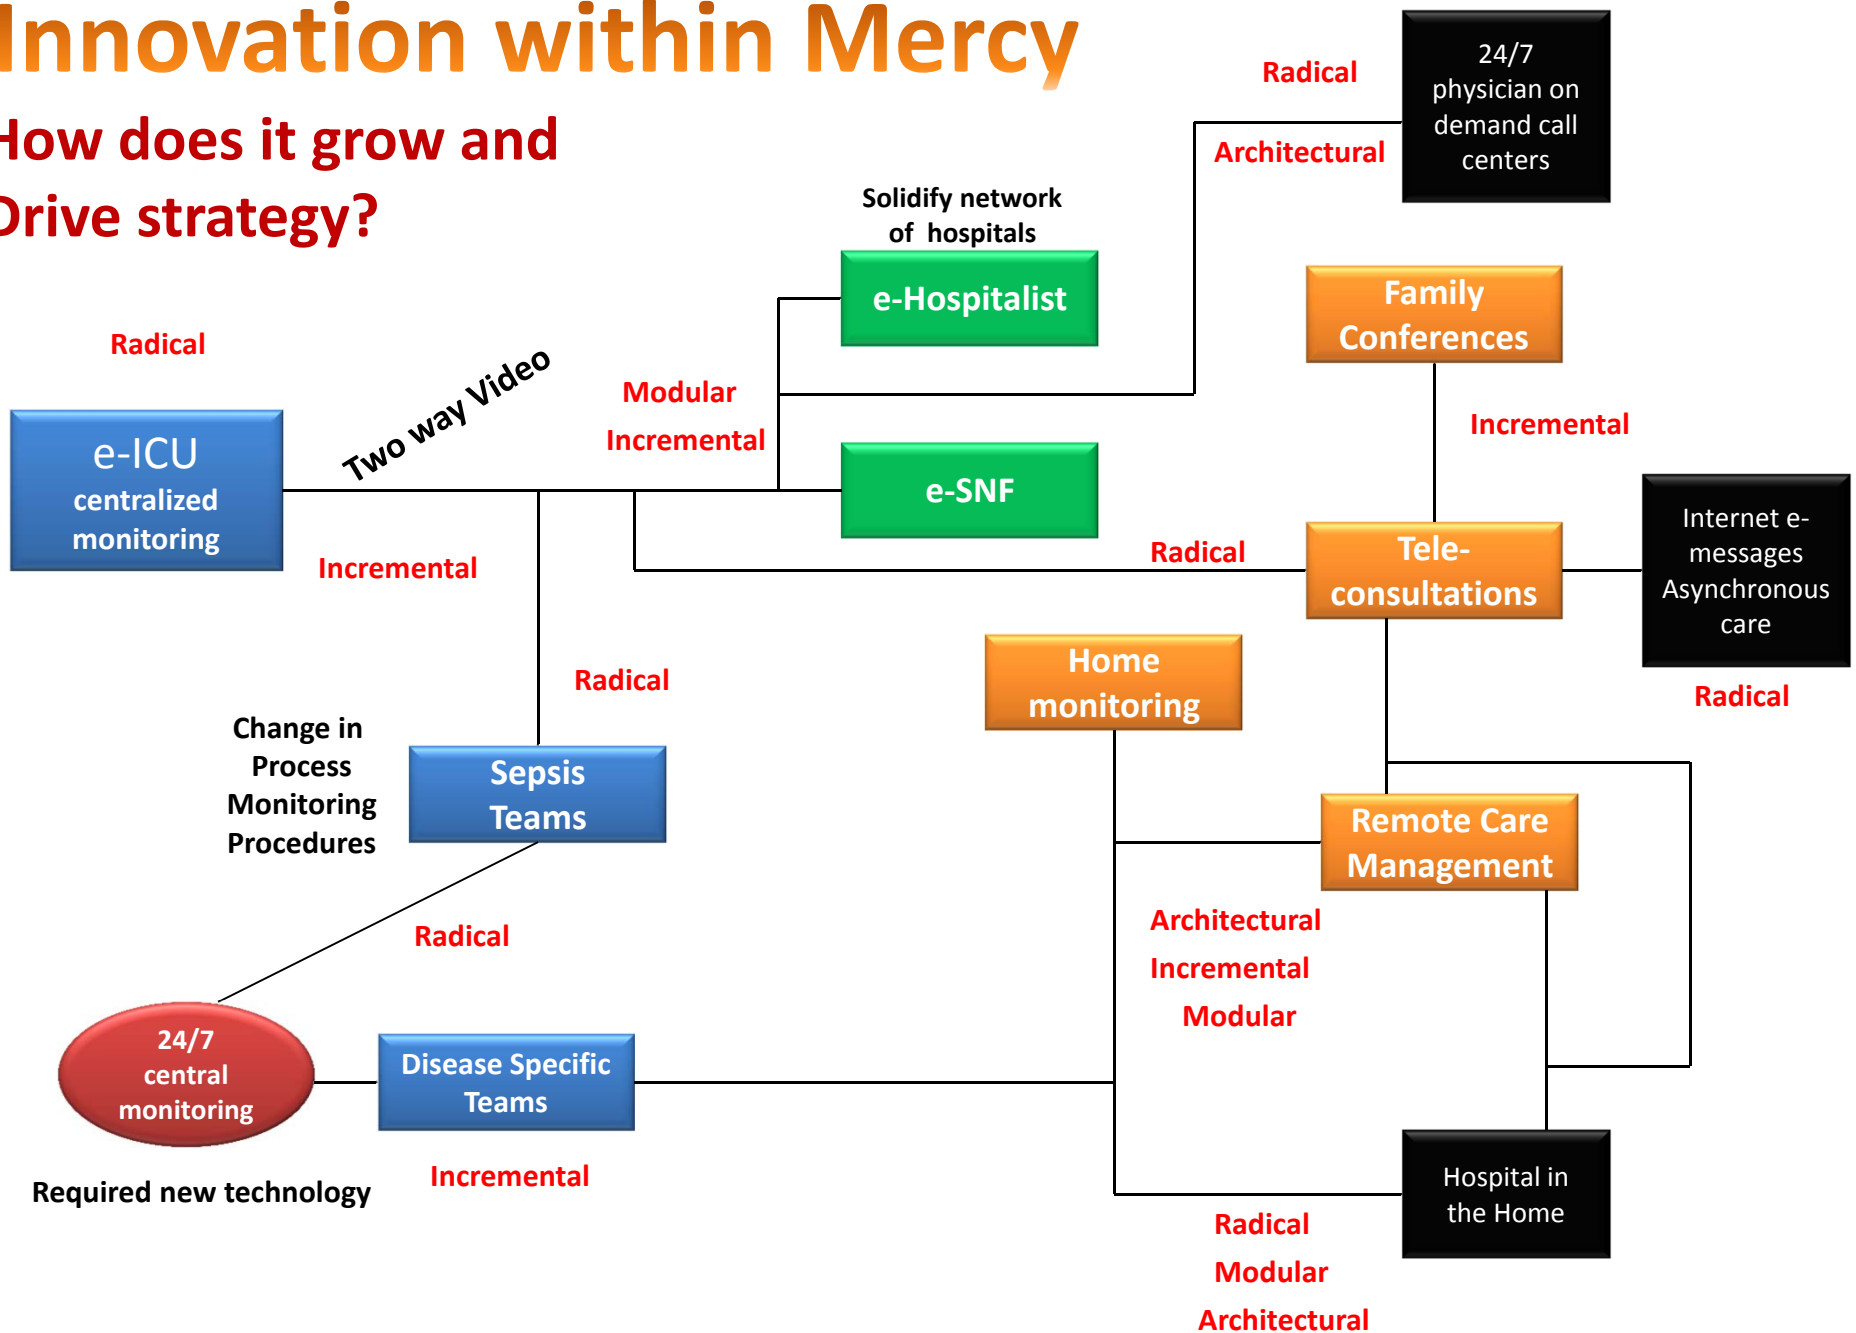 Innovation within Mercy
How does it grow and
Drive strategy?
Radical
24/7
physician on
demand call
centers
Architectural
Solidify network
of hospitals
e-Hospitalist
Family
Conferences
Radical
Two way Video
Modular
Incremental
Incremental
e-ICU
centralized
monitoring
e-SNF
Internet e-
messages
Asynchronous
care
Radical
Incremental
Radical
Tele-
consultations
Radical
Home
monitoring
Change in
Process
Monitoring
Procedures
Sepsis
Teams
Remote Care
Management
Radical
Architectural
Incremental
Modular
24/7
central
monitoring
Disease Specific
Teams
Required new technology
Incremental
Hospital in
the Home
Radical
Modular
Architectural